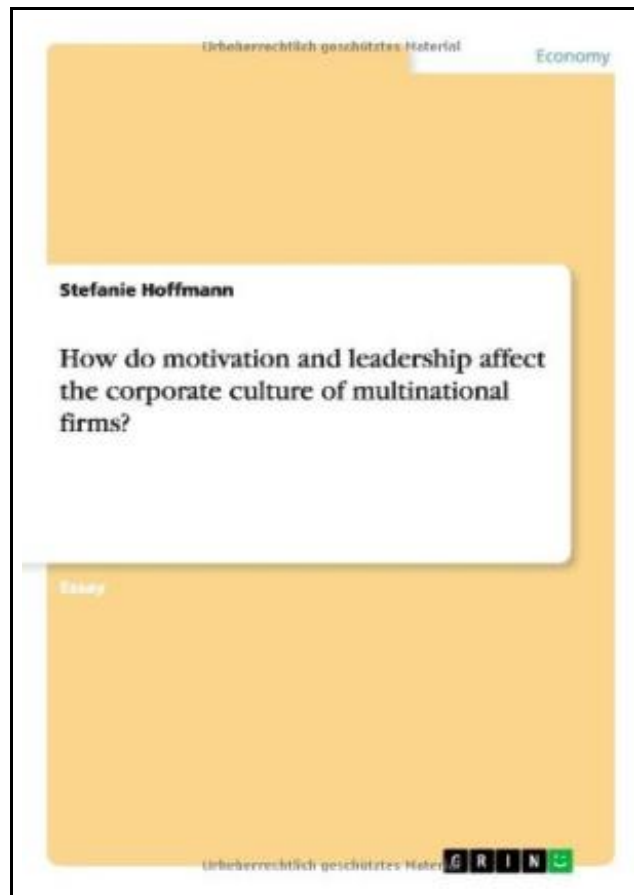 Urheberrechtlich geschütztes Material
Economy
Stefanie Hoffmann
How do motivation and leadership affect
the corporate culture of multinational
firms?
Essay
Urheberrechtlich geschütztes Mater
GRIN